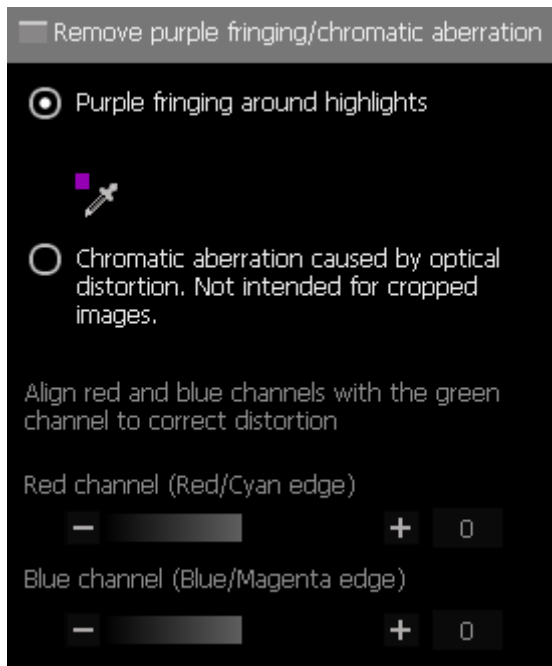 Remove purple fringing/chromatic aberration
Purple fringing around highlights
Chromatic aberration caused by optical
distortion. Not intended for cropped
images.
Align red and blue channels with the green
channel to correct distortion
Red channel (Red/Cyan edge)
− + 0
Blue channel (Blue/Magenta edge)
− + 0